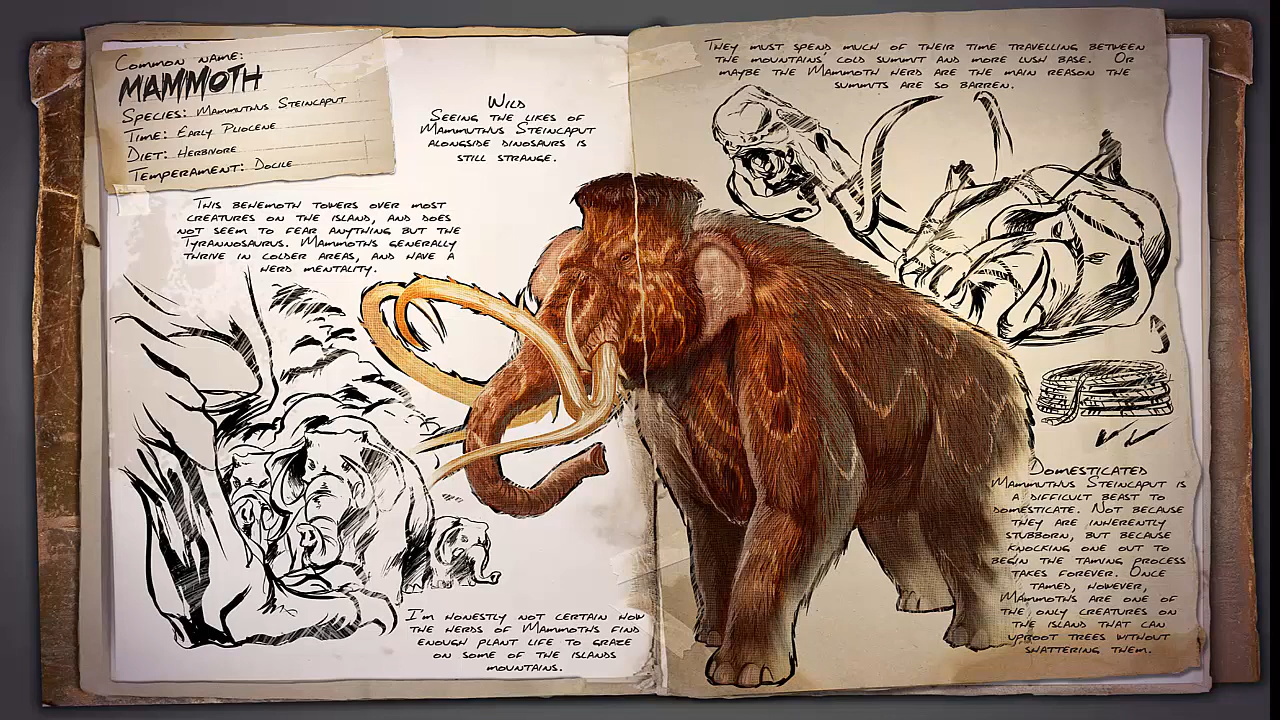 Common name:
Mammoth
Species: Mammuthus Steincaput
Time: Early Pliocene
Diet: Herbivore
Temperament: Docile
Wild
Seeing the likes of
Mammuthus Steincaput
alongside dinosaurs is
still strange.
This behemoth towers over most
creatures on the island, and does
not seem to fear anything but the
Tyrannosaurus. Mammoths generally
thrive in colder areas, and have a
herd mentality.
I'm honestly not certain how
the herds of Mammoths find
enough plant life to graze
on some of the islands
mountains.
They must spend much of their time travelling between
the mountains' cold summit and more lush base. Or
maybe the Mammoth herd are the main reason the
summits are so barren.
Domesticated
Mammuthus Steincaput is
a difficult beast to
domesticate. Not because
they are inherently
stubborn, but because
knocking one out to
begin the taming process
takes forever. Once
tamed, however,
Mammoths are one of
the only creatures on
the island that can
uproot trees without
shattering them.